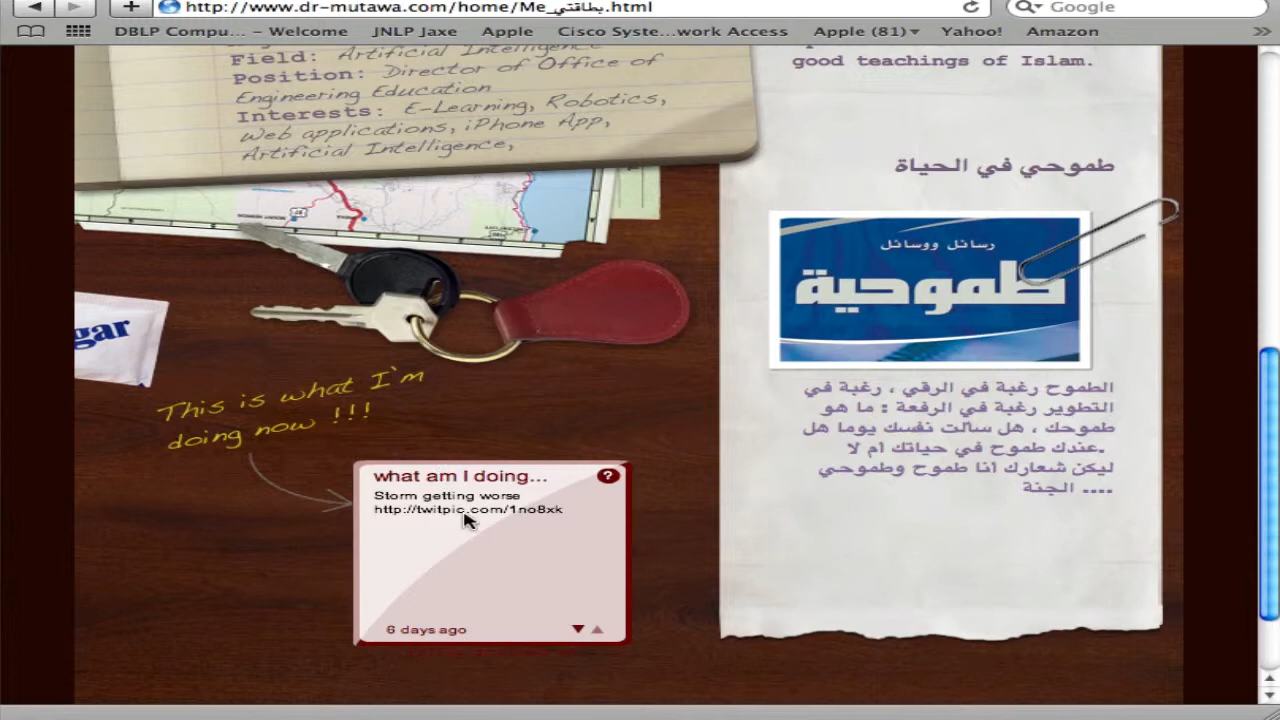 http://www.dr-mutawa.com/home/Me_بطاقتي.html
Google
DBLP Compu... – Welcome
JNLP Jaxe
Apple
Cisco Syste...work Access
Apple (81)
Yahoo!
Amazon
Field: Artificial Intelligence
Position: Director of Office of
Engineering Education
Interests: E-Learning, Robotics,
Web applications, iPhone App,
Artificial Intelligence,
good teachings of Islam.
طموحي في الحياة
رسائل ووسائل
طموحية
الطموح رغبة في الرقي ، رغبة في
التطوير رغبة في الرفعة : ما هو
طموحك ، هل سألت نفسك يوما هل
عندك طموح في حياتك أم لا.
ليكن شعارك أنا طموح وطموحي
الجنة ....
gar
This is what I'm
doing now !!!
what am I doing...
?
Storm getting worse
http://twitpic.com/1no8xk
6 days ago